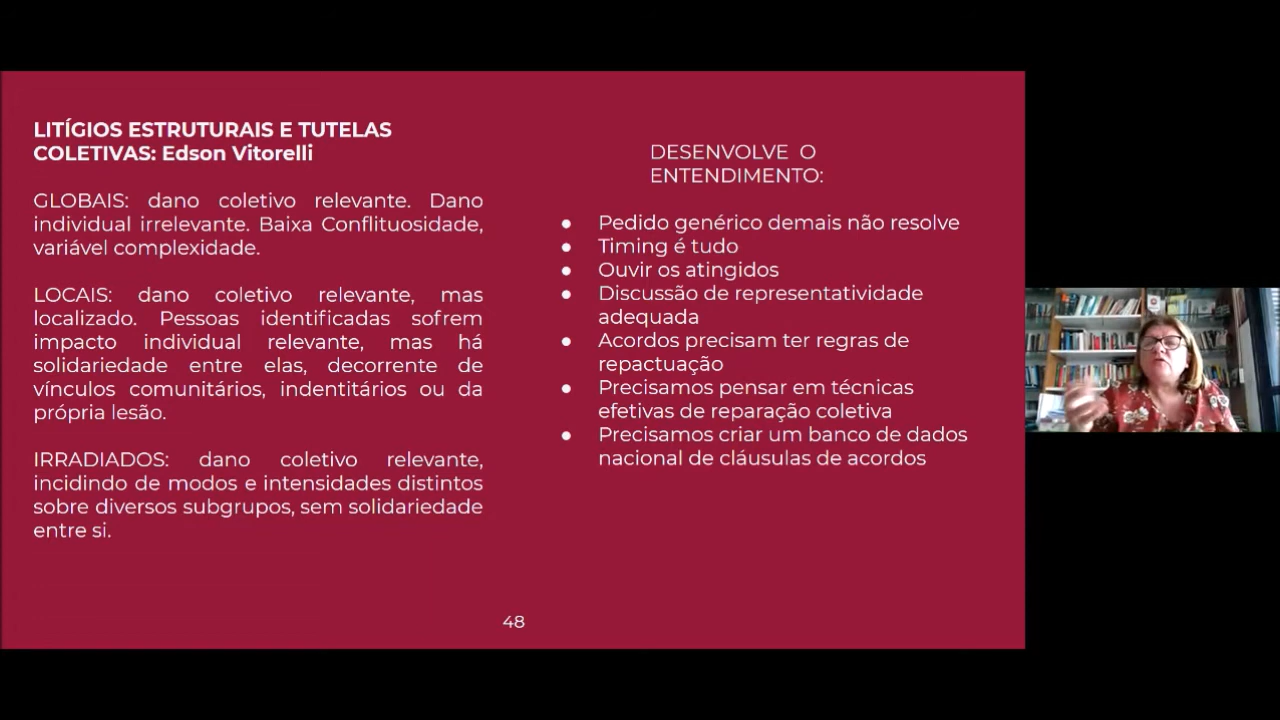 LITÍGIOS ESTRUTURAIS E TUTELAS
COLETIVAS: Edson Vitorelli
GLOBAIS: dano coletivo relevante. Dano
individual irrelevante. Baixa Conflituosidade,
variável complexidade.
LOCAIS: dano coletivo relevante, mas
localizado. Pessoas identificadas sofrem
impacto individual relevante, mas há
solidariedade entre elas, decorrente de
vínculos comunitários, indentitários ou da
própria lesão.
IRRADIADOS: dano coletivo relevante,
incidindo de modos e intensidades distintos
sobre diversos subgrupos, sem solidariedade
entre si.
DESENVOLVE O
ENTENDIMENTO:
● Pedido genérico demais não resolve
● Timing é tudo
● Ouvir os atingidos
● Discussão de representatividade
adequada
● Acordos precisam ter regras de
repactuação
● Precisamos pensar em técnicas
efetivas de reparação coletiva
● Precisamos criar um banco de dados
nacional de cláusulas de acordos
48